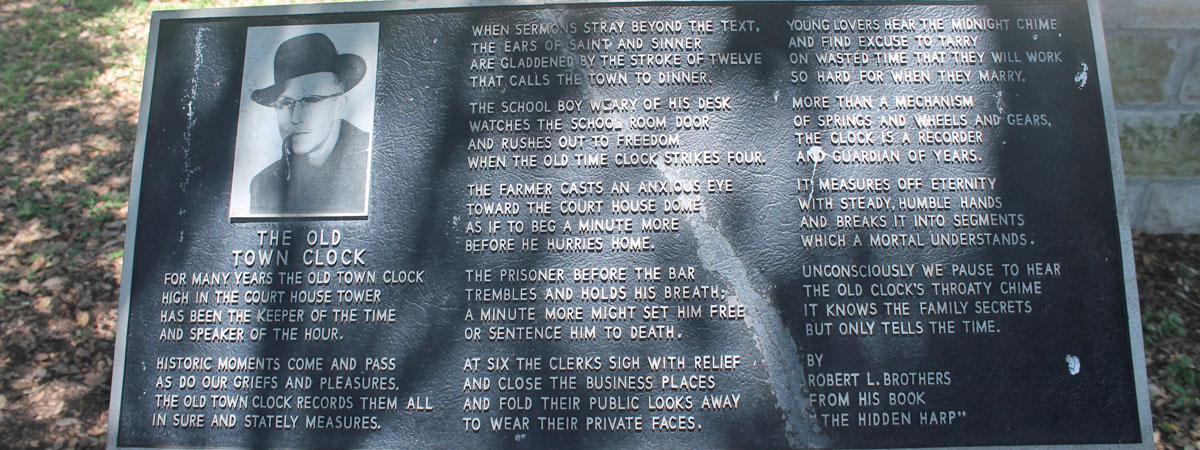 THE OLD
TOWN CLOCK
FOR MANY YEARS THE OLD TOWN CLOCK
HIGH IN THE COURT HOUSE TOWER
HAS BEEN THE KEEPER OF THE TIME
AND SPEAKER OF THE HOUR.
HISTORIC MOMENTS COME AND PASS
AS DO OUR GRIEFS AND PLEASURES,
THE OLD TOWN CLOCK RECORDS THEM ALL
IN SURE AND STATELY MEASURES.
WHEN SERMONS STRAY BEYOND THE TEXT,
THE EARS OF SAINT AND SINNER
ARE GLADDENED BY THE STROKE OF TWELVE
THAT CALLS THE TOWN TO DINNER.
THE SCHOOL BOY WEARY OF HIS DESK
WATCHES THE SCHOOL ROOM DOOR
AND RUSHES OUT TO FREEDOM
WHEN THE OLD TIME CLOCK STRIKES FOUR.
THE FARMER CASTS AN ANXIOUS EYE
TOWARD THE COURT HOUSE DOME
AS IF TO BEG A MINUTE MORE
BEFORE HE HURRIES HOME.
THE PRISONER BEFORE THE BAR
TREMBLES AND HOLDS HIS BREATH;
A MINUTE MORE MIGHT SET HIM FREE
OR SENTENCE HIM TO DEATH.
AT SIX THE CLERKS SIGH WITH RELIEF
AND CLOSE THE BUSINESS PLACES
AND FOLD THEIR PUBLIC LOOKS AWAY
TO WEAR THEIR PRIVATE FACES.
YOUNG LOVERS HEAR THE MIDNIGHT CHIME
AND FIND EXCUSE TO TARRY
ON WASTED TIME THAT THEY WILL WORK
SO HARD FOR WHEN THEY MARRY.
MORE THAN A MECHANISM
OF SPRINGS AND WHEELS AND GEARS,
THE CLOCK IS A RECORDER
AND GUARDIAN OF YEARS.
IT MEASURES OFF ETERNITY
WITH STEADY, HUMBLE HANDS
AND BREAKS IT INTO SEGMENTS
WHICH A MORTAL UNDERSTANDS.
UNCONSCIOUSLY WE PAUSE TO HEAR
THE OLD CLOCK'S THROATY CHIME
IT KNOWS THE FAMILY SECRETS
BUT ONLY TELLS THE TIME.
BY
ROBERT L. BROTHERS
FROM HIS BOOK
"THE HIDDEN HARP"